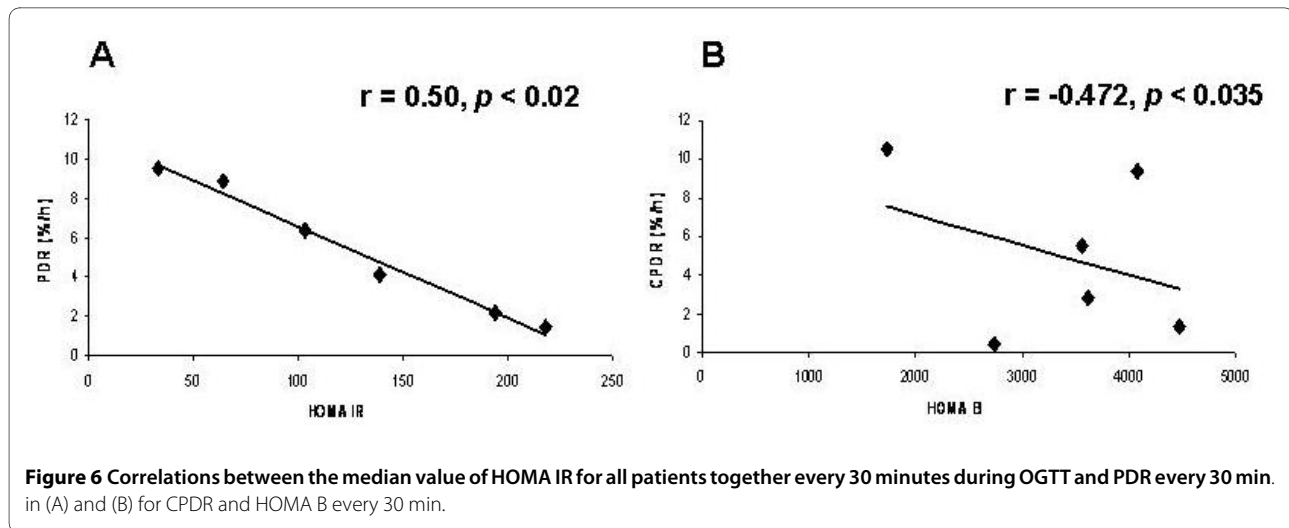 A
r = 0.50, p < 0.02
12
10
8
6
4
2
0
PDR [%/h]
0 50 100 150 200 250
HOMA IR
B
r = -0.472, p < 0.035
12
10
8
6
4
2
0
CPDR [%/h]
0 1000 2000 3000 4000 5000
HOMA B
Figure 6 Correlations between the median value of HOMA IR for all patients together every 30 minutes during OGTT and PDR every 30 min.
in (A) and (B) for CPDR and HOMA B every 30 min.